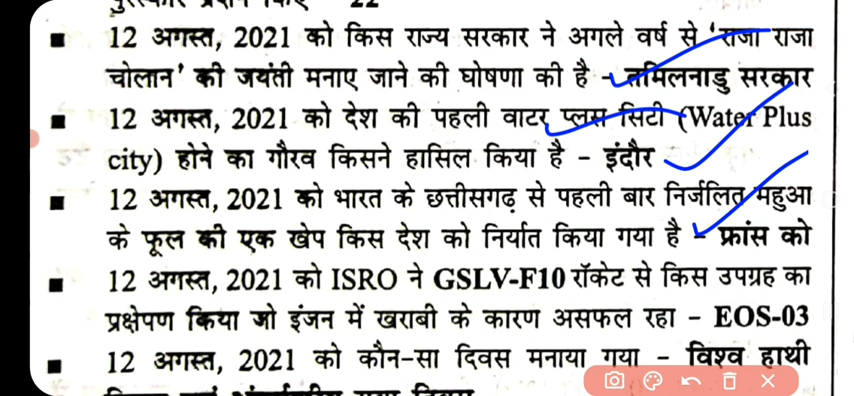 पुरस्कार प्रदान किए – 22
■ 12 अगस्त, 2021 को किस राज्य सरकार ने अगले वर्ष से 'राजा राजा
चोलान' की जयंती मनाए जाने की घोषणा की है – तमिलनाडु सरकार
■ 12 अगस्त, 2021 को देश की पहली वाटर प्लस सिटी (Water Plus
city) होने का गौरव किसने हासिल किया है – इंदौर
■ 12 अगस्त, 2021 को भारत के छत्तीसगढ़ से पहली बार निर्जलित महुआ
के फूल की एक खेप किस देश को निर्यात किया गया है – फ्रांस को
■ 12 अगस्त, 2021 को ISRO ने GSLV-F10 रॉकेट से किस उपग्रह का
प्रक्षेपण किया जो इंजन में खराबी के कारण असफल रहा – EOS-03
■ 12 अगस्त, 2021 को कौन-सा दिवस मनाया गया – विश्व हाथी